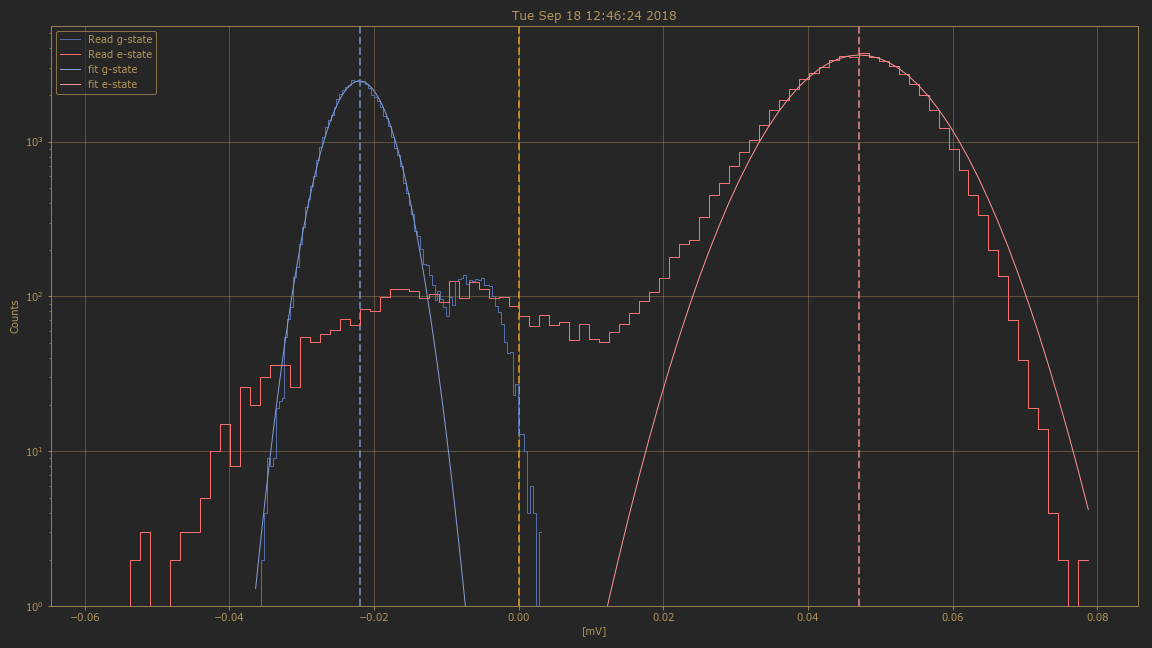 Tue Sep 18 12:46:24 2018
Read g-state
Read e-state
fit g-state
fit e-state
Counts
10³
10²
10¹
10⁰
−0.06 −0.04 −0.02 0.00 0.02 0.04 0.06 0.08
[mV]